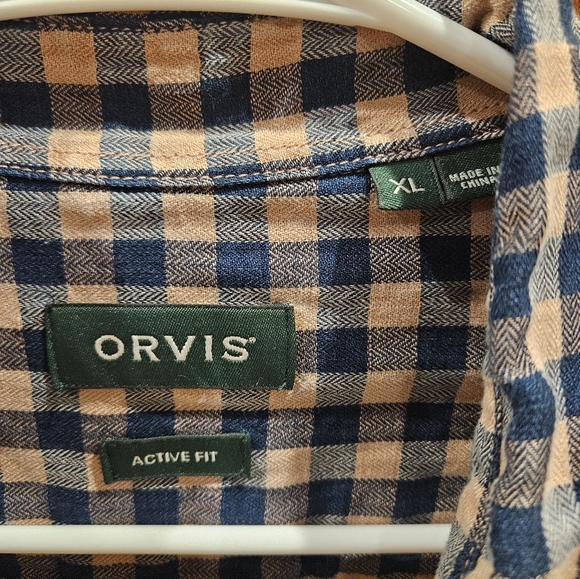 XL
MADE IN
CHINA
ORVIS
ACTIVE FIT